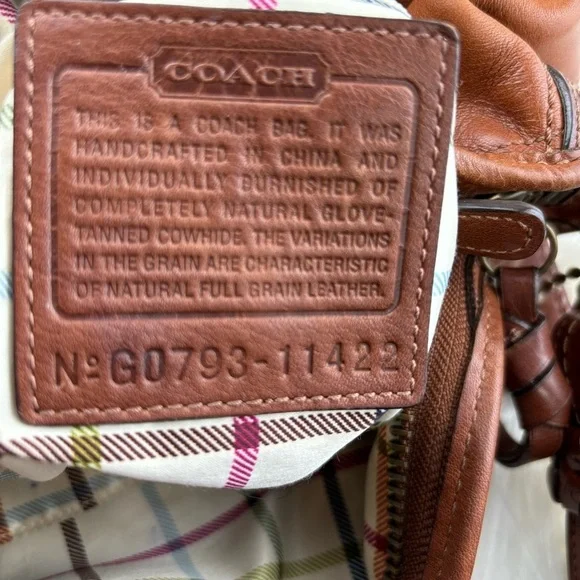 COACH
THIS IS A COACH BAG. IT WAS
HANDCRAFTED IN CHINA AND
INDIVIDUALLY BURNISHED OF
COMPLETELY NATURAL GLOVE-
TANNED COWHIDE. THE VARIATIONS
IN THE GRAIN ARE CHARACTERISTIC
OF NATURAL FULL GRAIN LEATHER.
Nº G0793-11422